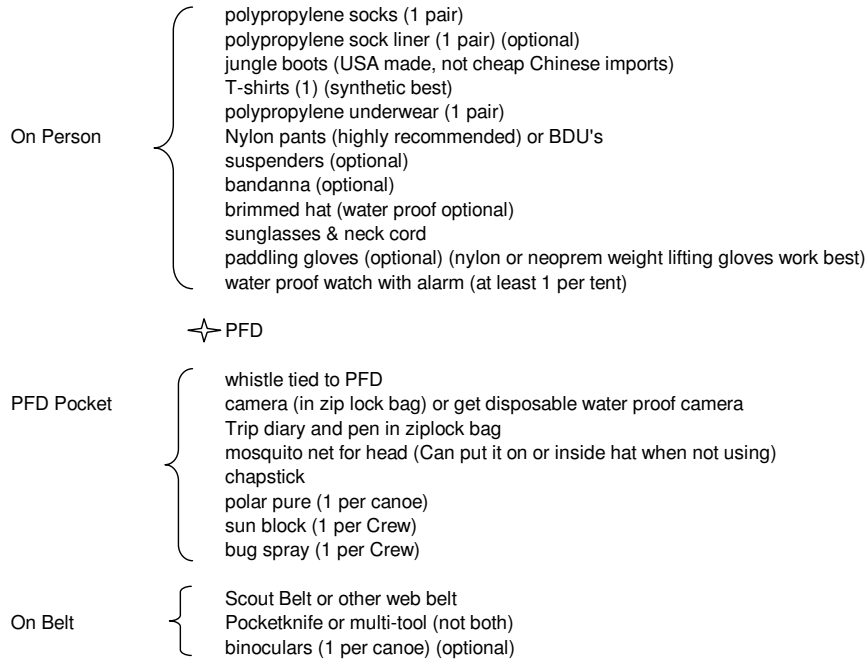 polypropylene socks (1 pair)
polypropylene sock liner (1 pair) (optional)
jungle boots (USA made, not cheap Chinese imports)
T-shirts (1) (synthetic best)
polypropylene underwear (1 pair)
On Person Nylon pants (highly recommended) or BDU's
suspenders (optional)
bandanna (optional)
brimmed hat (water proof optional)
sunglasses & neck cord
paddling gloves (optional) (nylon or neoprem weight lifting gloves work best)
water proof watch with alarm (at least 1 per tent)
PFD
whistle tied to PFD
PFD Pocket camera (in zip lock bag) or get disposable water proof camera
Trip diary and pen in ziplock bag
mosquito net for head (Can put it on or inside hat when not using)
chapstick
polar pure (1 per canoe)
sun block (1 per Crew)
bug spray (1 per Crew)
Scout Belt or other web belt
On Belt Pocketknife or multi-tool (not both)
binoculars (1 per canoe) (optional)